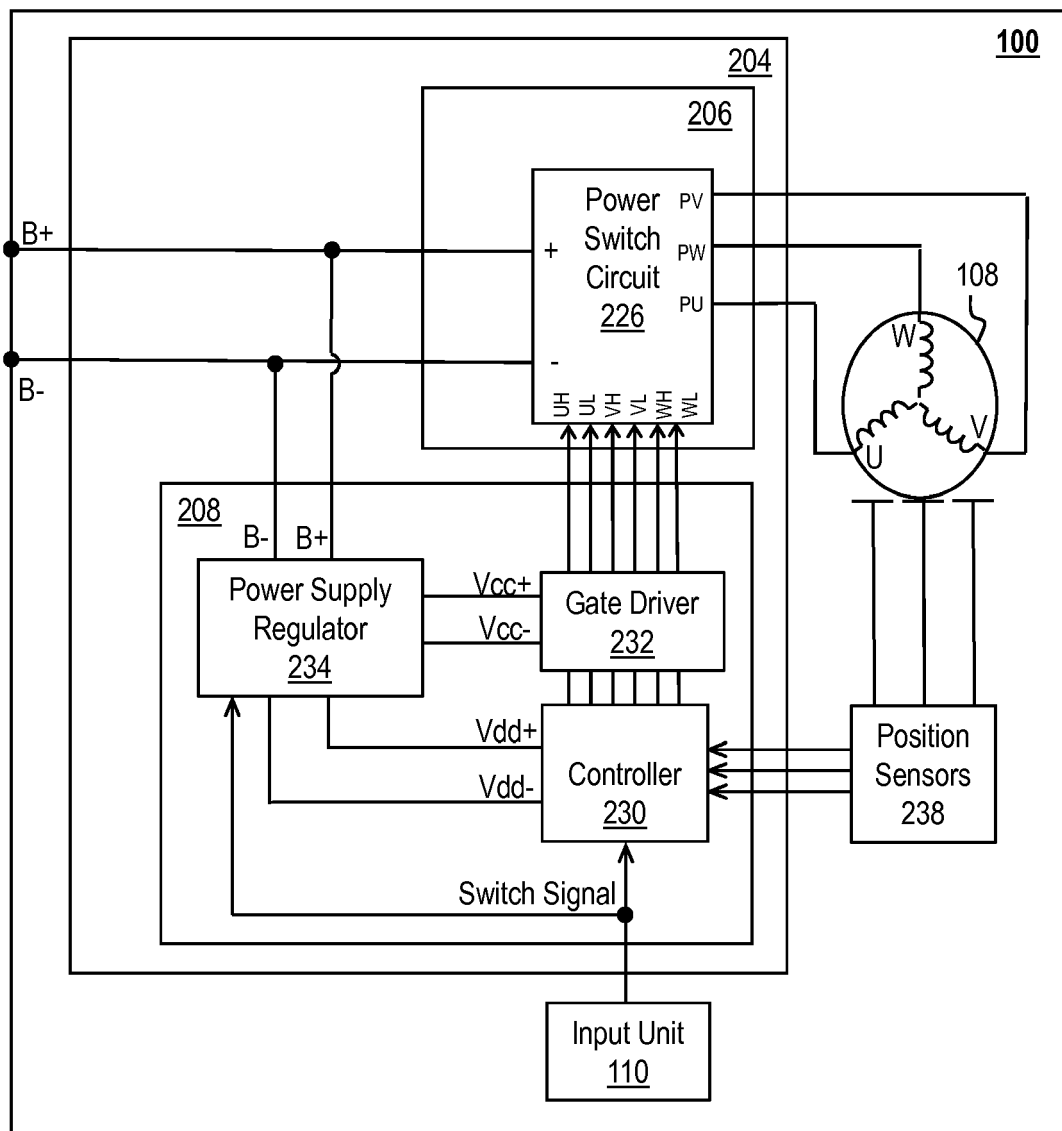 100
204
206
Power
Switch
Circuit
226
PV
PW
PU
+
-
UH
UL
VH
VL
WH
WL
B+
B-
108
W
U
V
208
B-
B+
Power Supply
Regulator
234
Vcc+
Vcc-
Gate Driver
232
Vdd+
Vdd-
Controller
230
Position
Sensors
238
Switch Signal
Input Unit
110